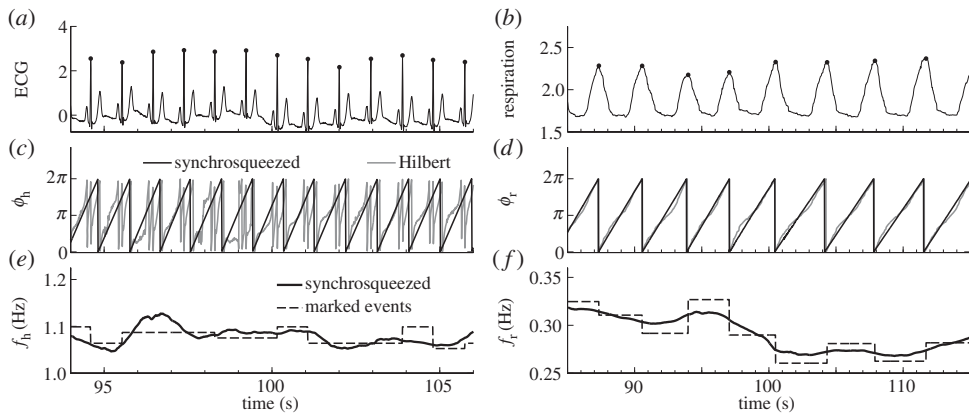 (a)
4
3
2
1
0
ECG
(b)
2.5
2.0
1.5
respiration
(c)
synchrosqueezed
Hilbert
2π
π
0
ϕh
(d)
2π
π
0
ϕr
(e)
1.2
1.1
1.0
fh (Hz)
synchrosqueezed
marked events
95
100
105
time (s)
(f)
0.35
0.30
0.25
fr (Hz)
90
100
110
time (s)